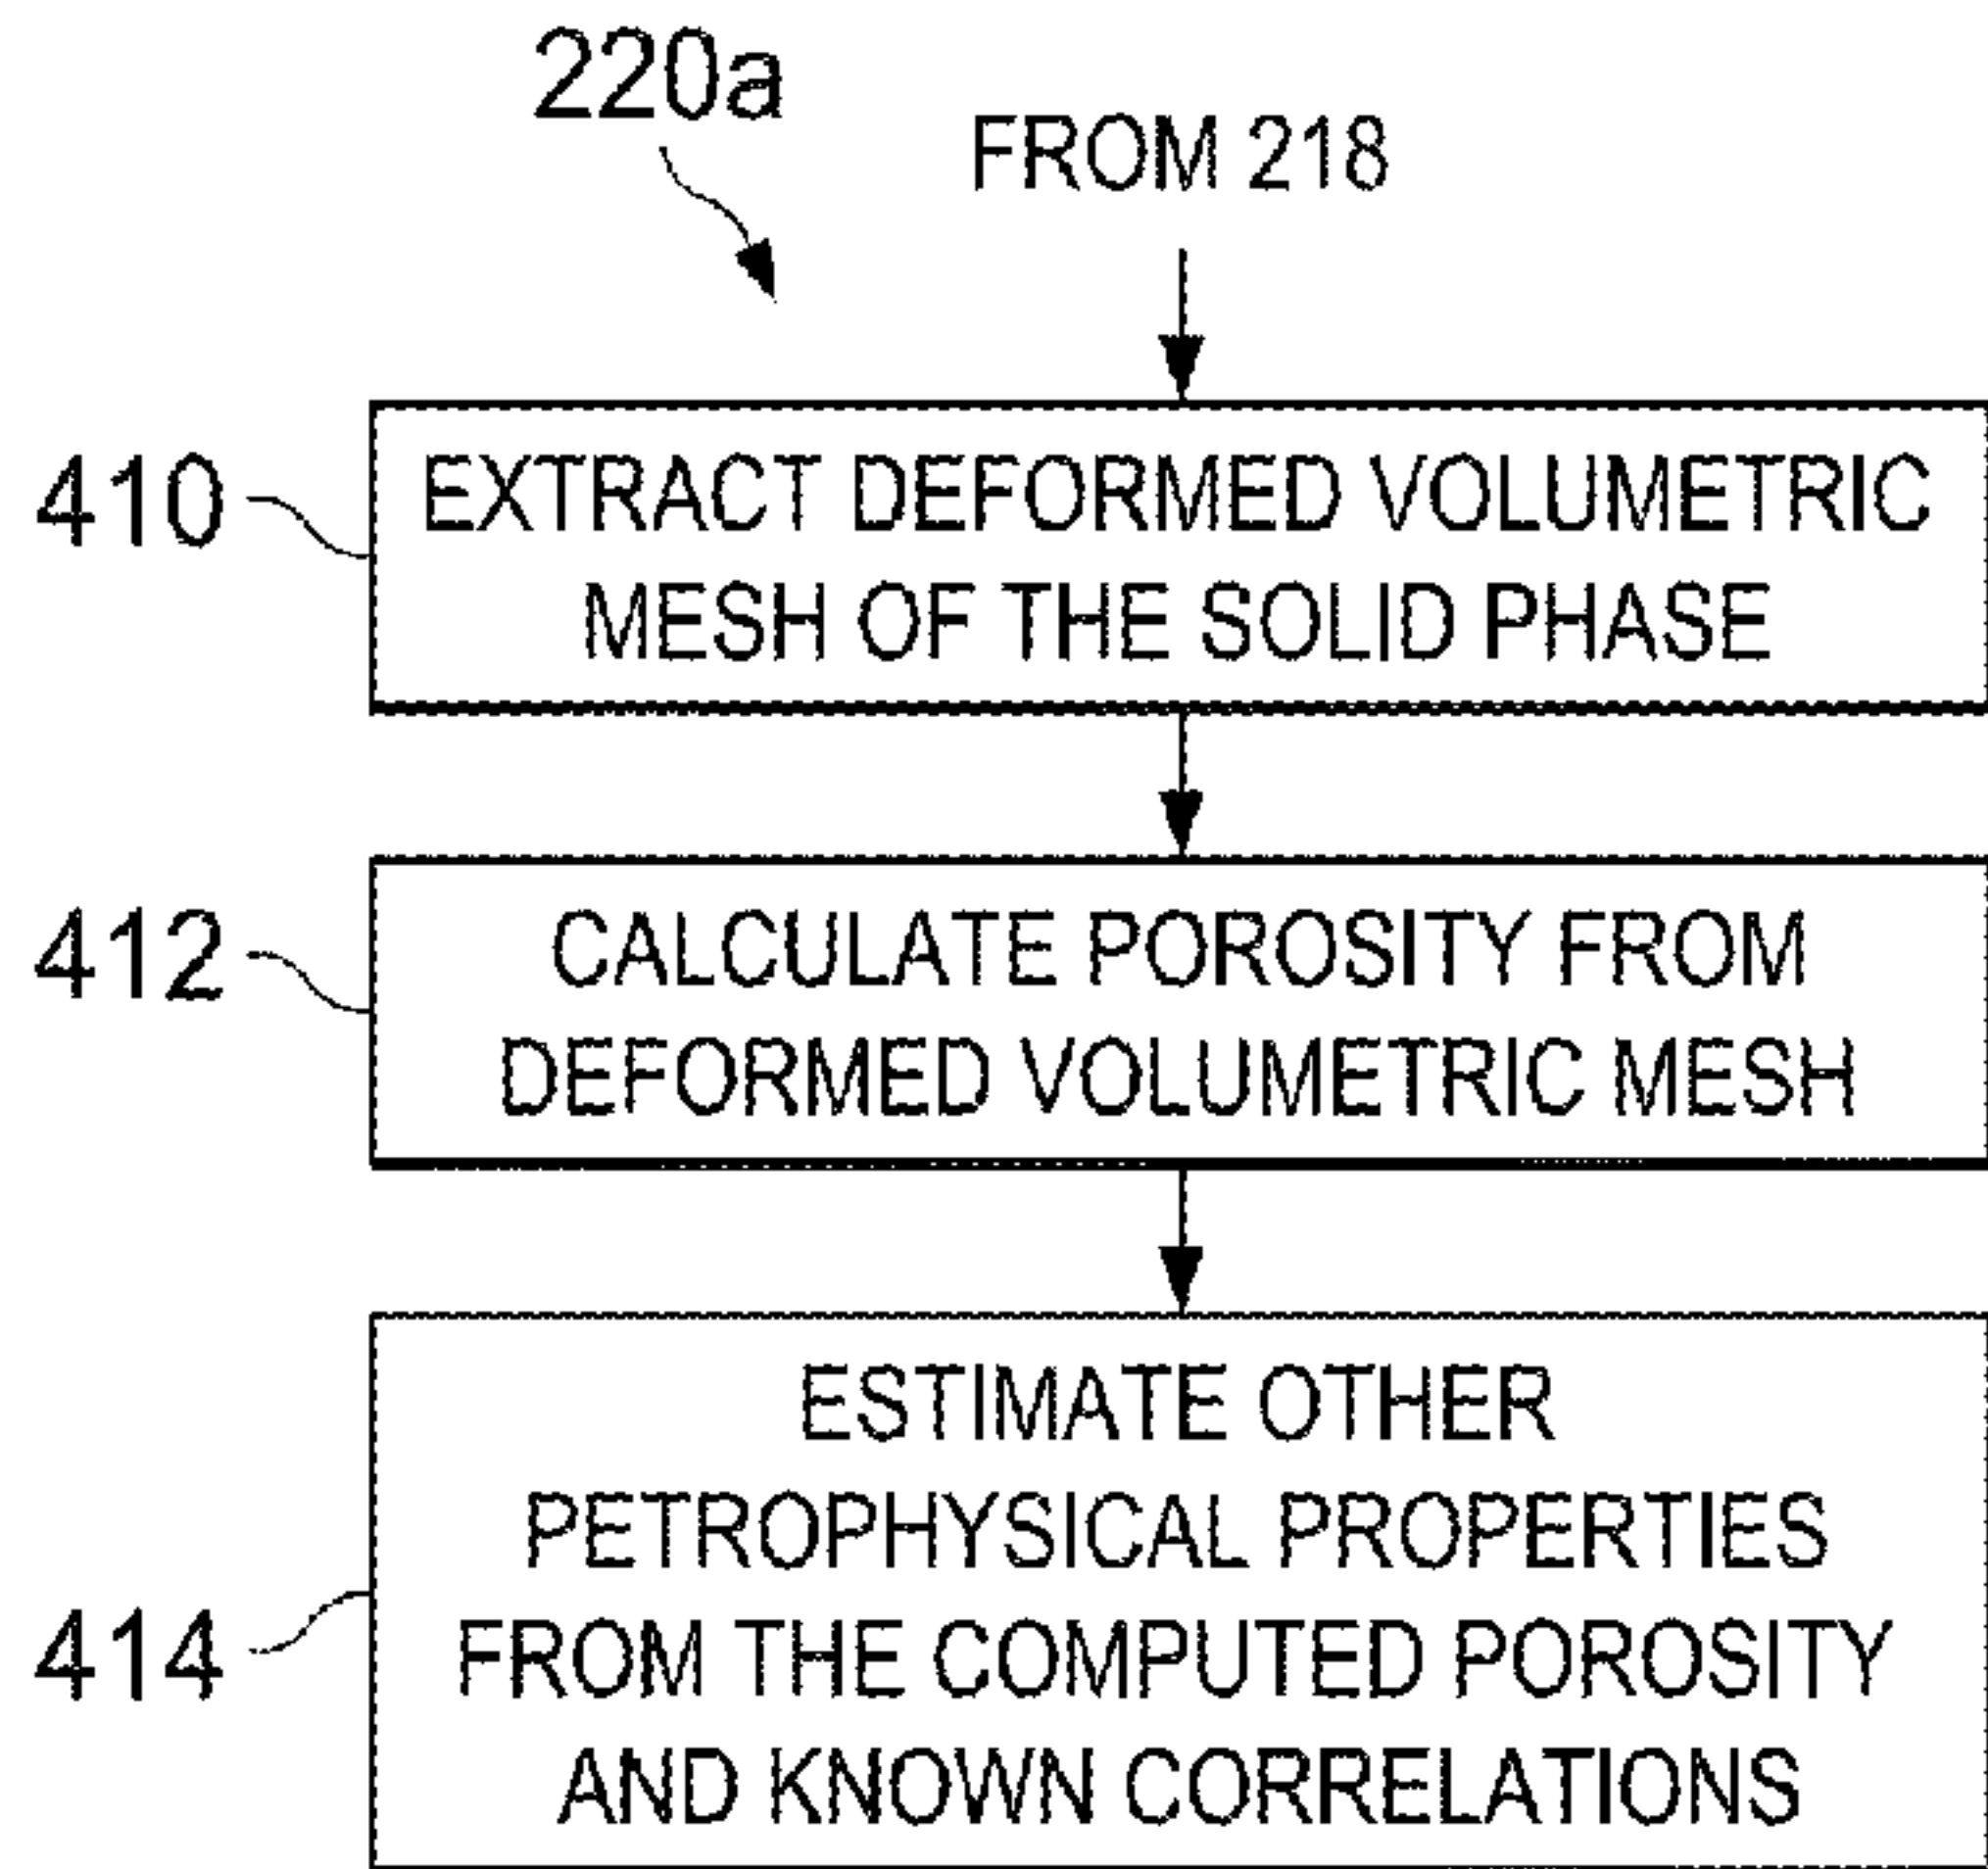 220a
FROM 218
410
EXTRACT DEFORMED VOLUMETRIC
MESH OF THE SOLID PHASE
412
CALCULATE POROSITY FROM
DEFORMED VOLUMETRIC MESH
414
ESTIMATE OTHER
PETROPHYSICAL PROPERTIES
FROM THE COMPUTED POROSITY
AND KNOWN CORRELATIONS